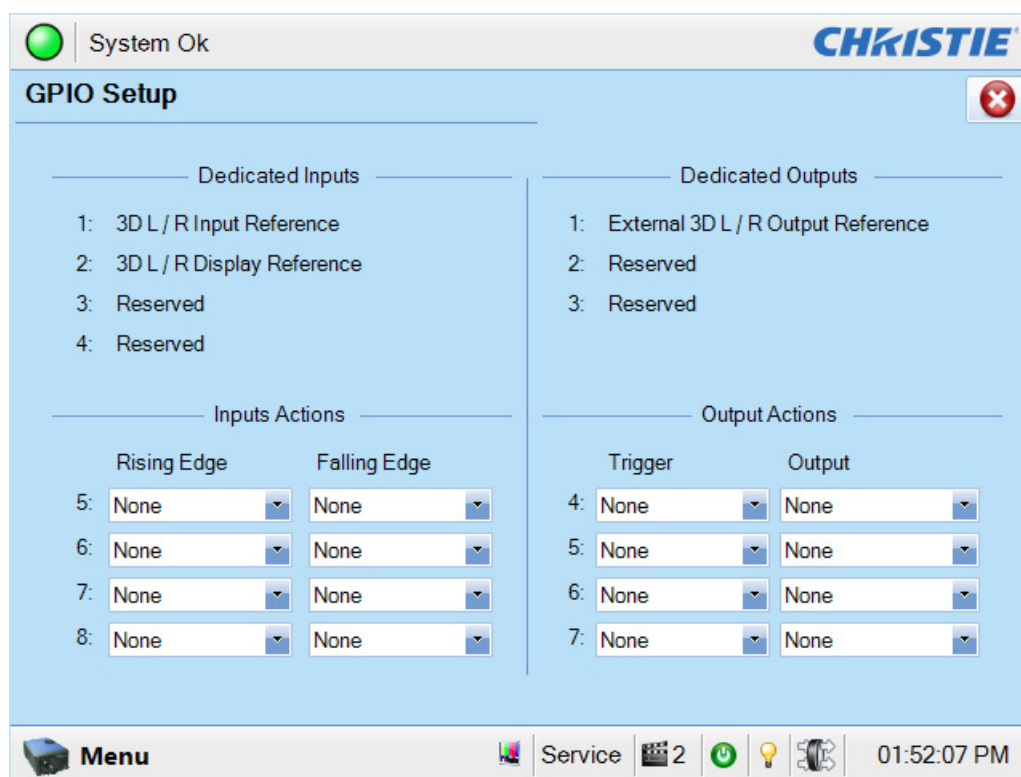 System Ok
CHRISTIE
GPIO Setup
Dedicated Inputs
1: 3D L / R Input Reference
2: 3D L / R Display Reference
3: Reserved
4: Reserved
Dedicated Outputs
1: External 3D L / R Output Reference
2: Reserved
3: Reserved
Inputs Actions
Rising Edge Falling Edge
5: None None
6: None None
7: None None
8: None None
Output Actions
Trigger Output
4: None None
5: None None
6: None None
7: None None
Menu
Service
2
01:52:07 PM